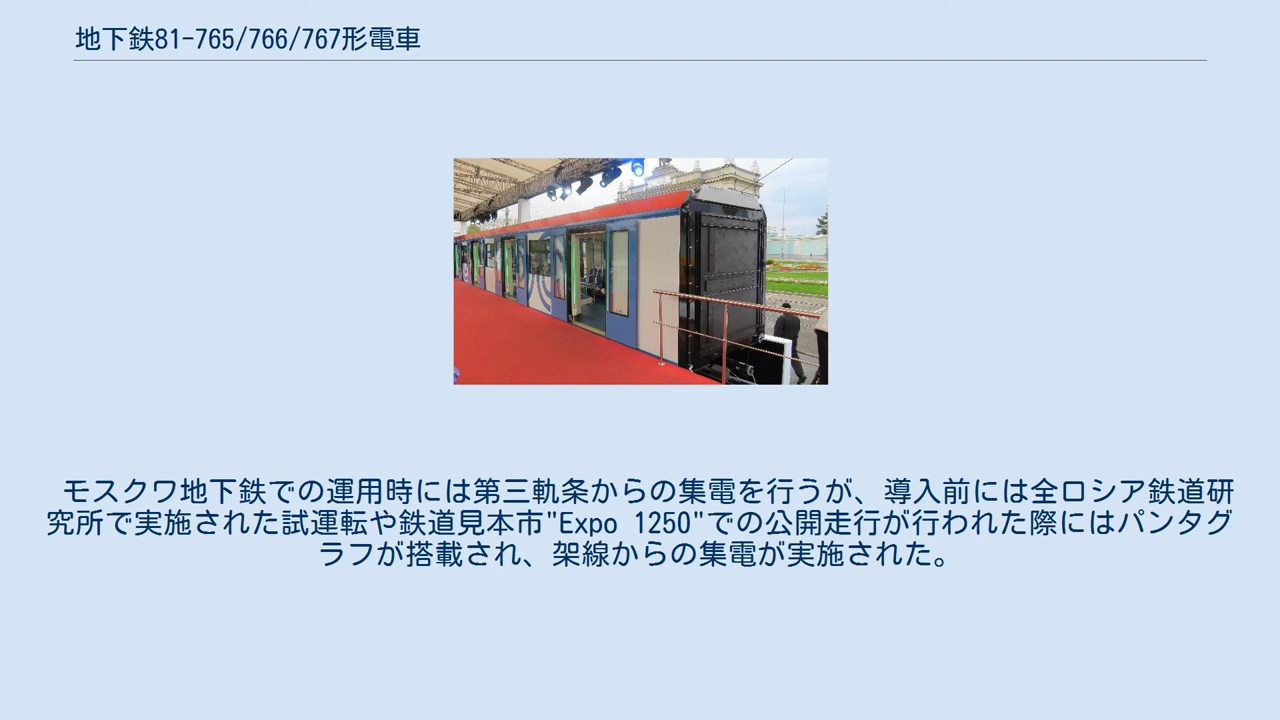 地下鉄81-765/766/767形電車
モスクワ地下鉄での運用時には第三軌条からの集電を行うが、導入前には全ロシア鉄道研
究所で実施された試運転や鉄道見本市"Expo 1250"での公開走行が行われた際にはパンタグ
ラフが搭載され、架線からの集電が実施された。